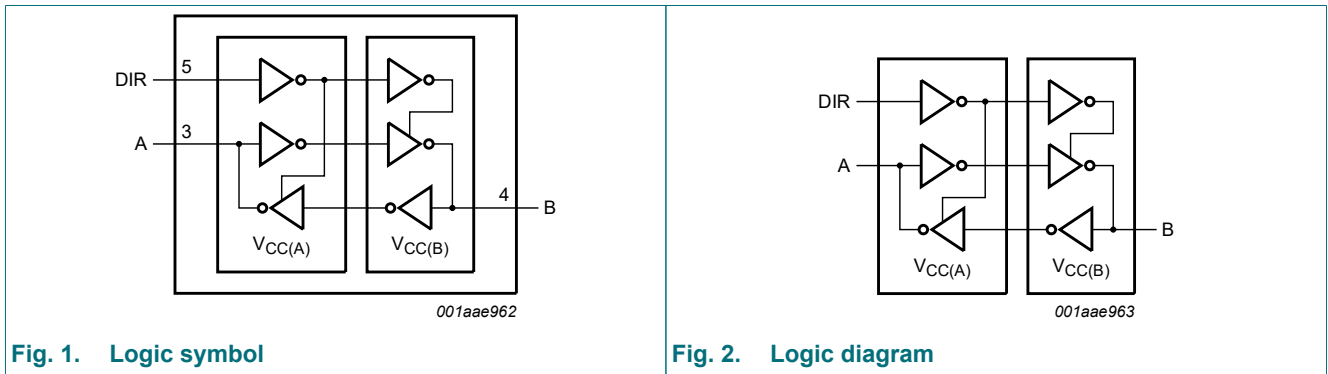 DIR 5
A 3
4 B
VCC(A) VCC(B)
001aae962
Fig. 1. Logic symbol
DIR
A
B
VCC(A) VCC(B)
001aae963
Fig. 2. Logic diagram